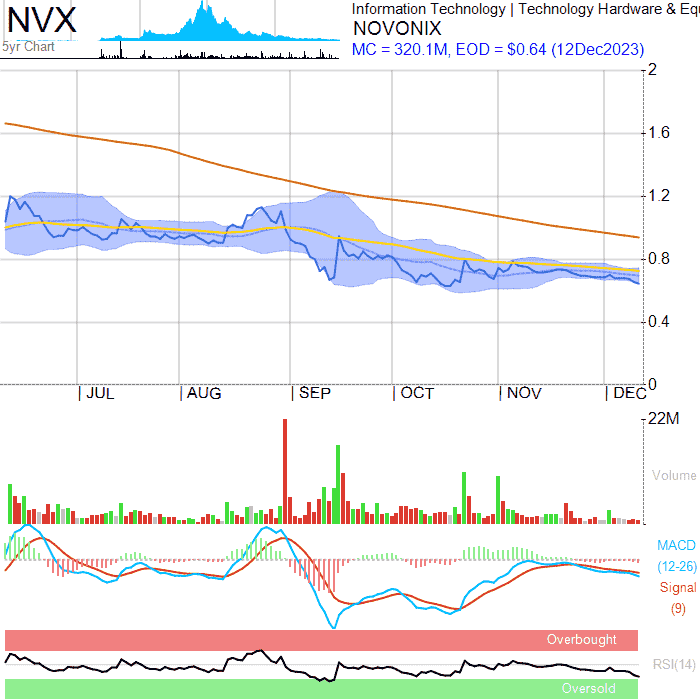 NVX
5yr Chart
Information Technology | Technology Hardware & Equ
NOVONIX
MC = 320.1M, EOD = $0.64 (12Dec2023)
2
1.6
1.2
0.8
0.4
0
JUL AUG SEP OCT NOV DEC
22M
Volume
MACD
(12-26)
Signal
(9)
Overbought
RSI(14)
Oversold